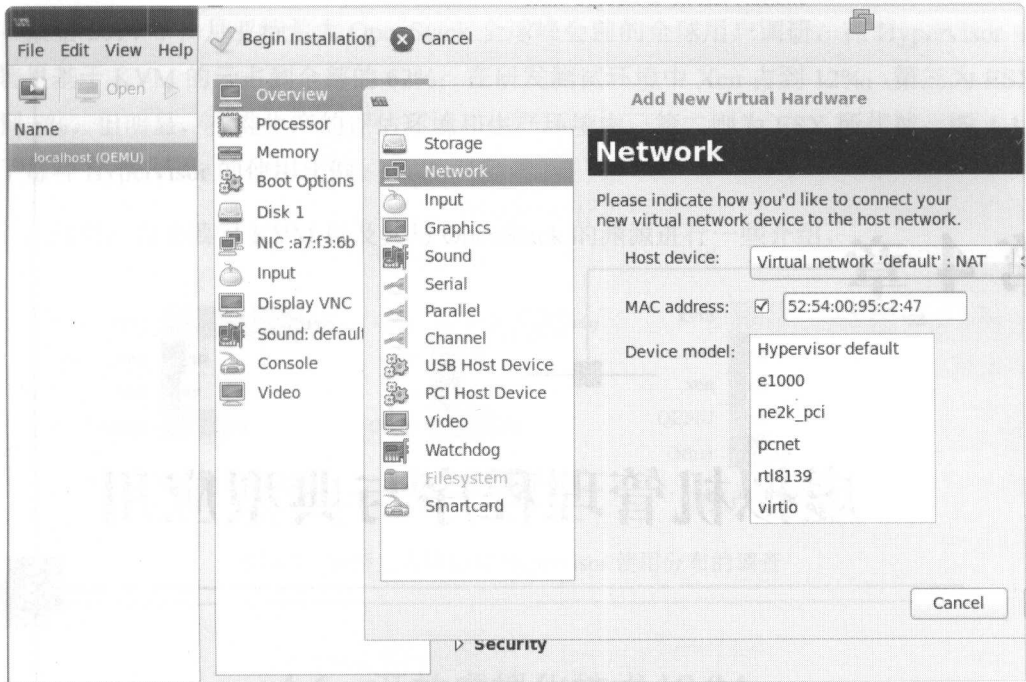 File Edit View Help
Open
Name
localhost (QEMU)
Begin Installation Cancel
Overview
Processor
Memory
Boot Options
Disk 1
NIC :a7:f3:6b
Input
Display VNC
Sound: default
Console
Video
Add New Virtual Hardware
Storage
Network
Input
Graphics
Sound
Serial
Parallel
Channel
USB Host Device
PCI Host Device
Video
Watchdog
Filesystem
Smartcard
Network
Please indicate how you'd like to connect your
new virtual network device to the host network.
Host device: Virtual network 'default' : NAT
MAC address: 52:54:00:95:c2:47
Device model: Hypervisor default
e1000
ne2k_pci
pcnet
rtl8139
virtio
Cancel
Security